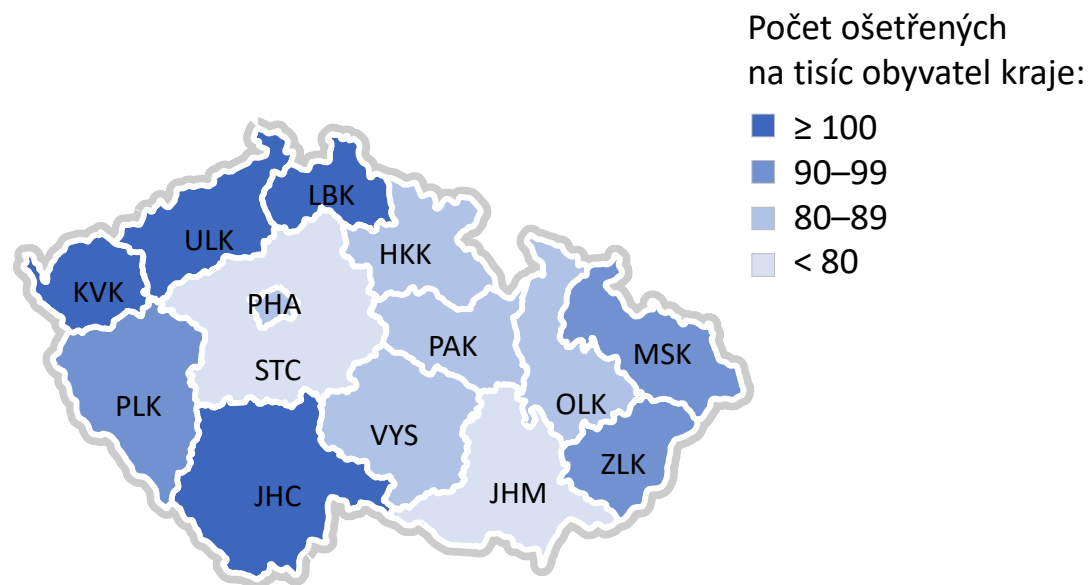 Počet ošetřených
na tisíc obyvatel kraje:
≥ 100
90–99
80–89
< 80
LBK
ULK
HKK
KVK
PHA
PAK
MSK
STC
PLK
OLK
VYS
ZLK
JHC
JHM